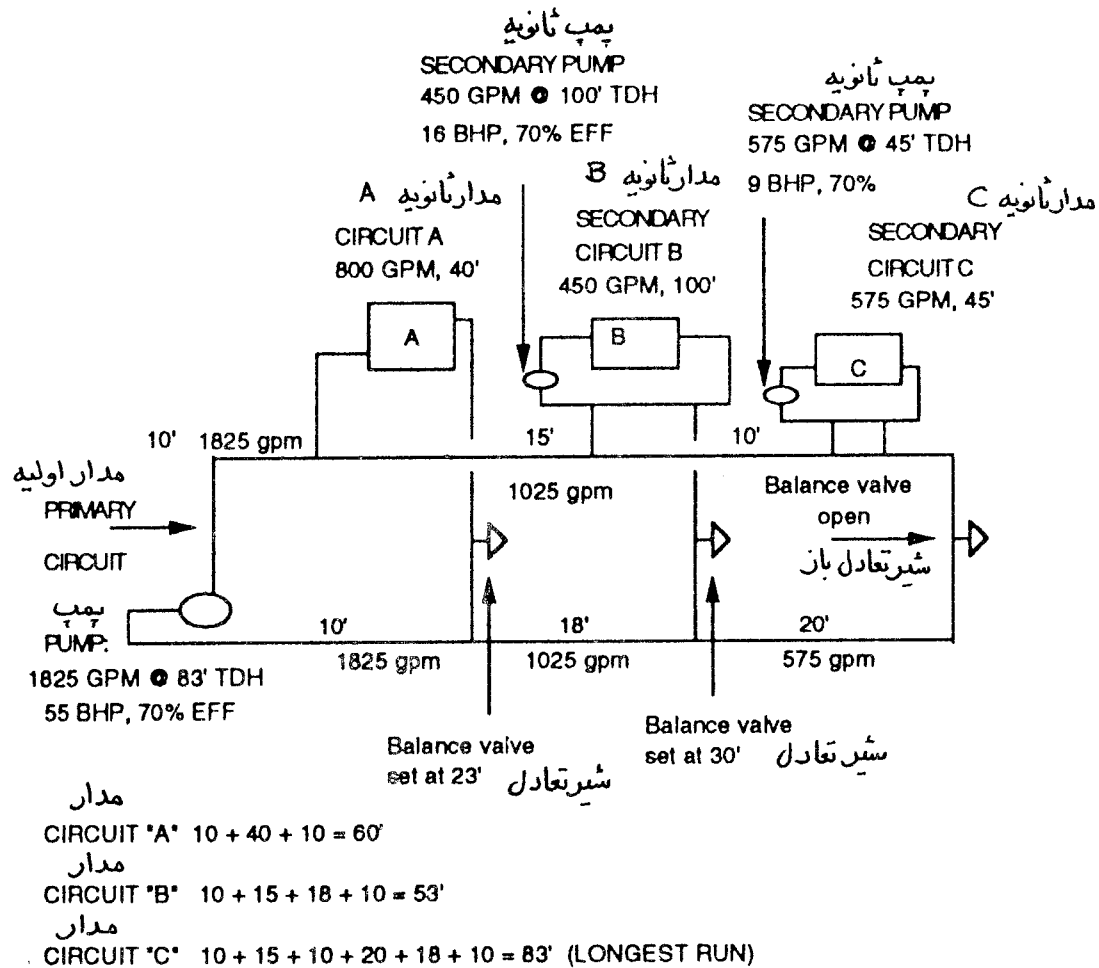 پمپ ثانویه
SECONDARY PUMP
450 GPM @ 100' TDH
16 BHP, 70% EFF
پمپ ثانویه
SECONDARY PUMP
575 GPM @ 45' TDH
9 BHP, 70%
مدار ثانویه A
CIRCUIT A
800 GPM, 40'
مدار ثانویه B
SECONDARY
CIRCUIT B
450 GPM, 100'
مدار ثانویه C
SECONDARY
CIRCUIT C
575 GPM, 45'
A
B
C
10' 1825 gpm
15'
10'
مدار اولیه
PRIMARY
CIRCUIT
1025 gpm
Balance valve
open
شیر تعادل باز
پمپ
PUMP:
1825 GPM @ 83' TDH
55 BHP, 70% EFF
10'
1825 gpm
18'
1025 gpm
20'
575 gpm
Balance valve
set at 23' شیر تعادل
Balance valve
set at 30' شیر تعادل
مدار
CIRCUIT "A" 10 + 40 + 10 = 60'
مدار
CIRCUIT "B" 10 + 15 + 18 + 10 = 53'
مدار
CIRCUIT "C" 10 + 15 + 10 + 20 + 18 + 10 = 83' (LONGEST RUN)